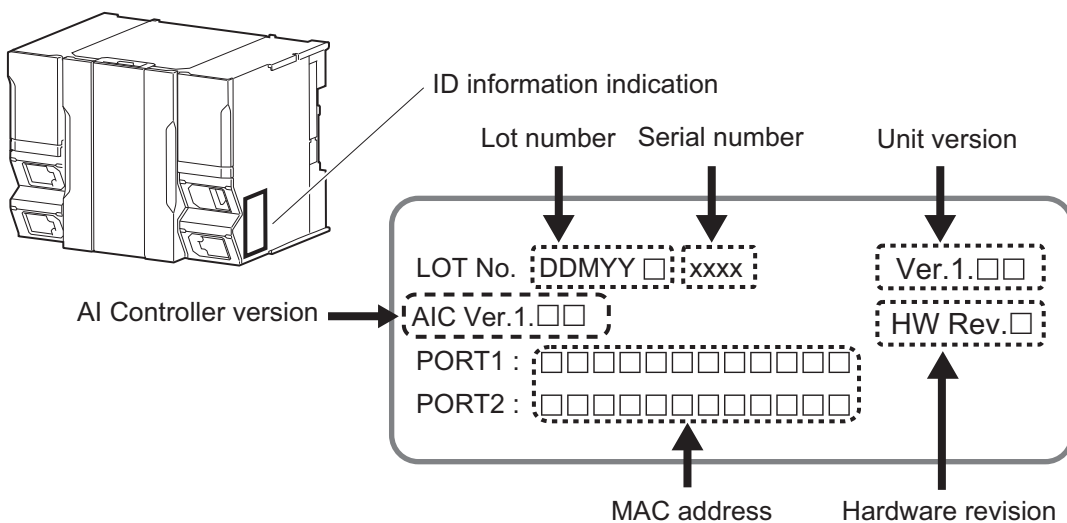 ID information indication
Lot number Serial number Unit version
LOT No. DDMYY □ xxxx Ver.1.□□
AI Controller version AIC Ver.1.□□ HW Rev.□
PORT1 : □□□□□□□□□□□□
PORT2 : □□□□□□□□□□□□
MAC address Hardware revision